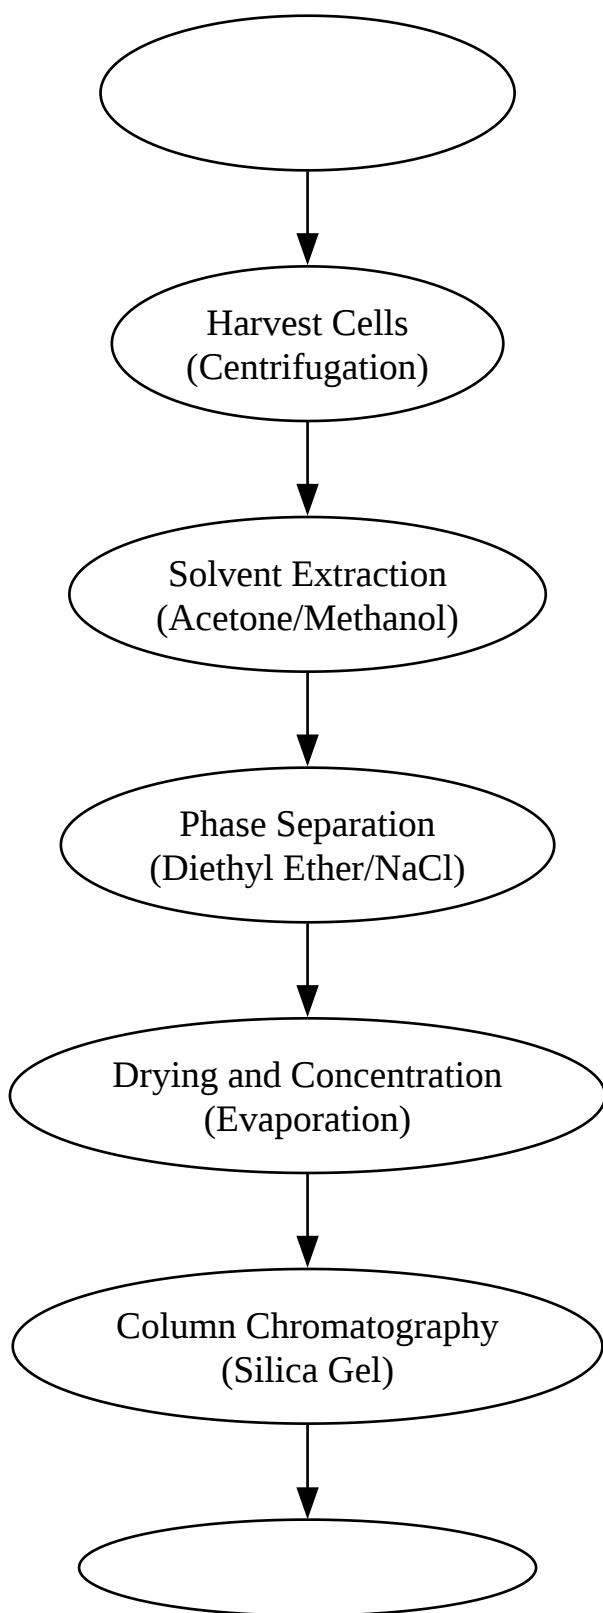 Harvest Cells
(Centrifugation)
Solvent Extraction
(Acetone/Methanol)
Phase Separation
(Diethyl Ether/NaCl)
Drying and Concentration
(Evaporation)
Column Chromatography
(Silica Gel)